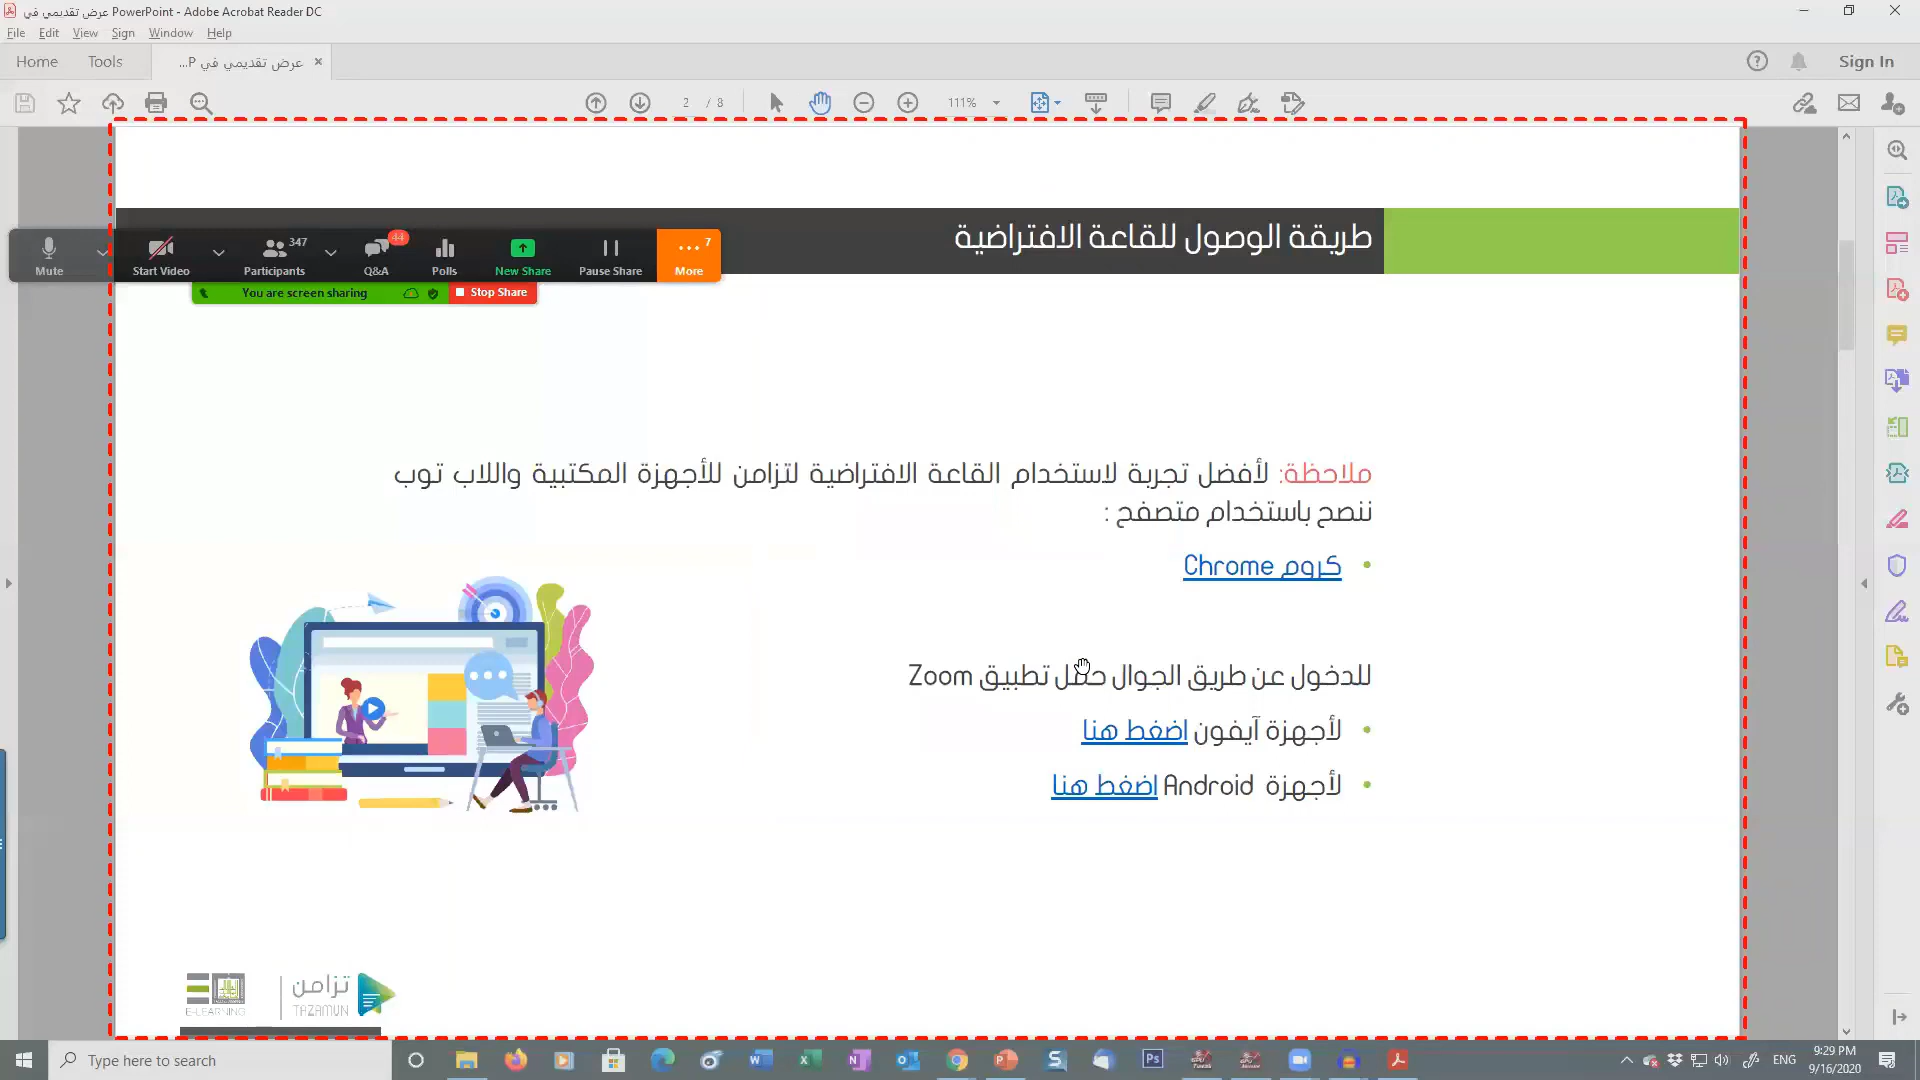 عرض تقديمي في PowerPoint - Adobe Acrobat Reader DC
File Edit View Sign Window Help
Home Tools عرض تقديمي في P... × Sign In
2 / 8 111%
طريقة الوصول للقاعة الافتراضية
347 44 7
Mute Start Video Participants Q&A Polls New Share Pause Share More
You are screen sharing Stop Share
ملاحظة: لأفضل تجربة لاستخدام القاعة الافتراضية لتزامن للأجهزة المكتبية واللاب توب
ننصح باستخدام متصفح :
• كروم Chrome
للدخول عن طريق الجوال حمّل تطبيق Zoom
• لأجهزة آيفون اضغط هنا
• لأجهزة Android اضغط هنا
تزامن
E-LEARNING TAZAMUN
Type here to search ENG 9:29 PM
9/16/2020